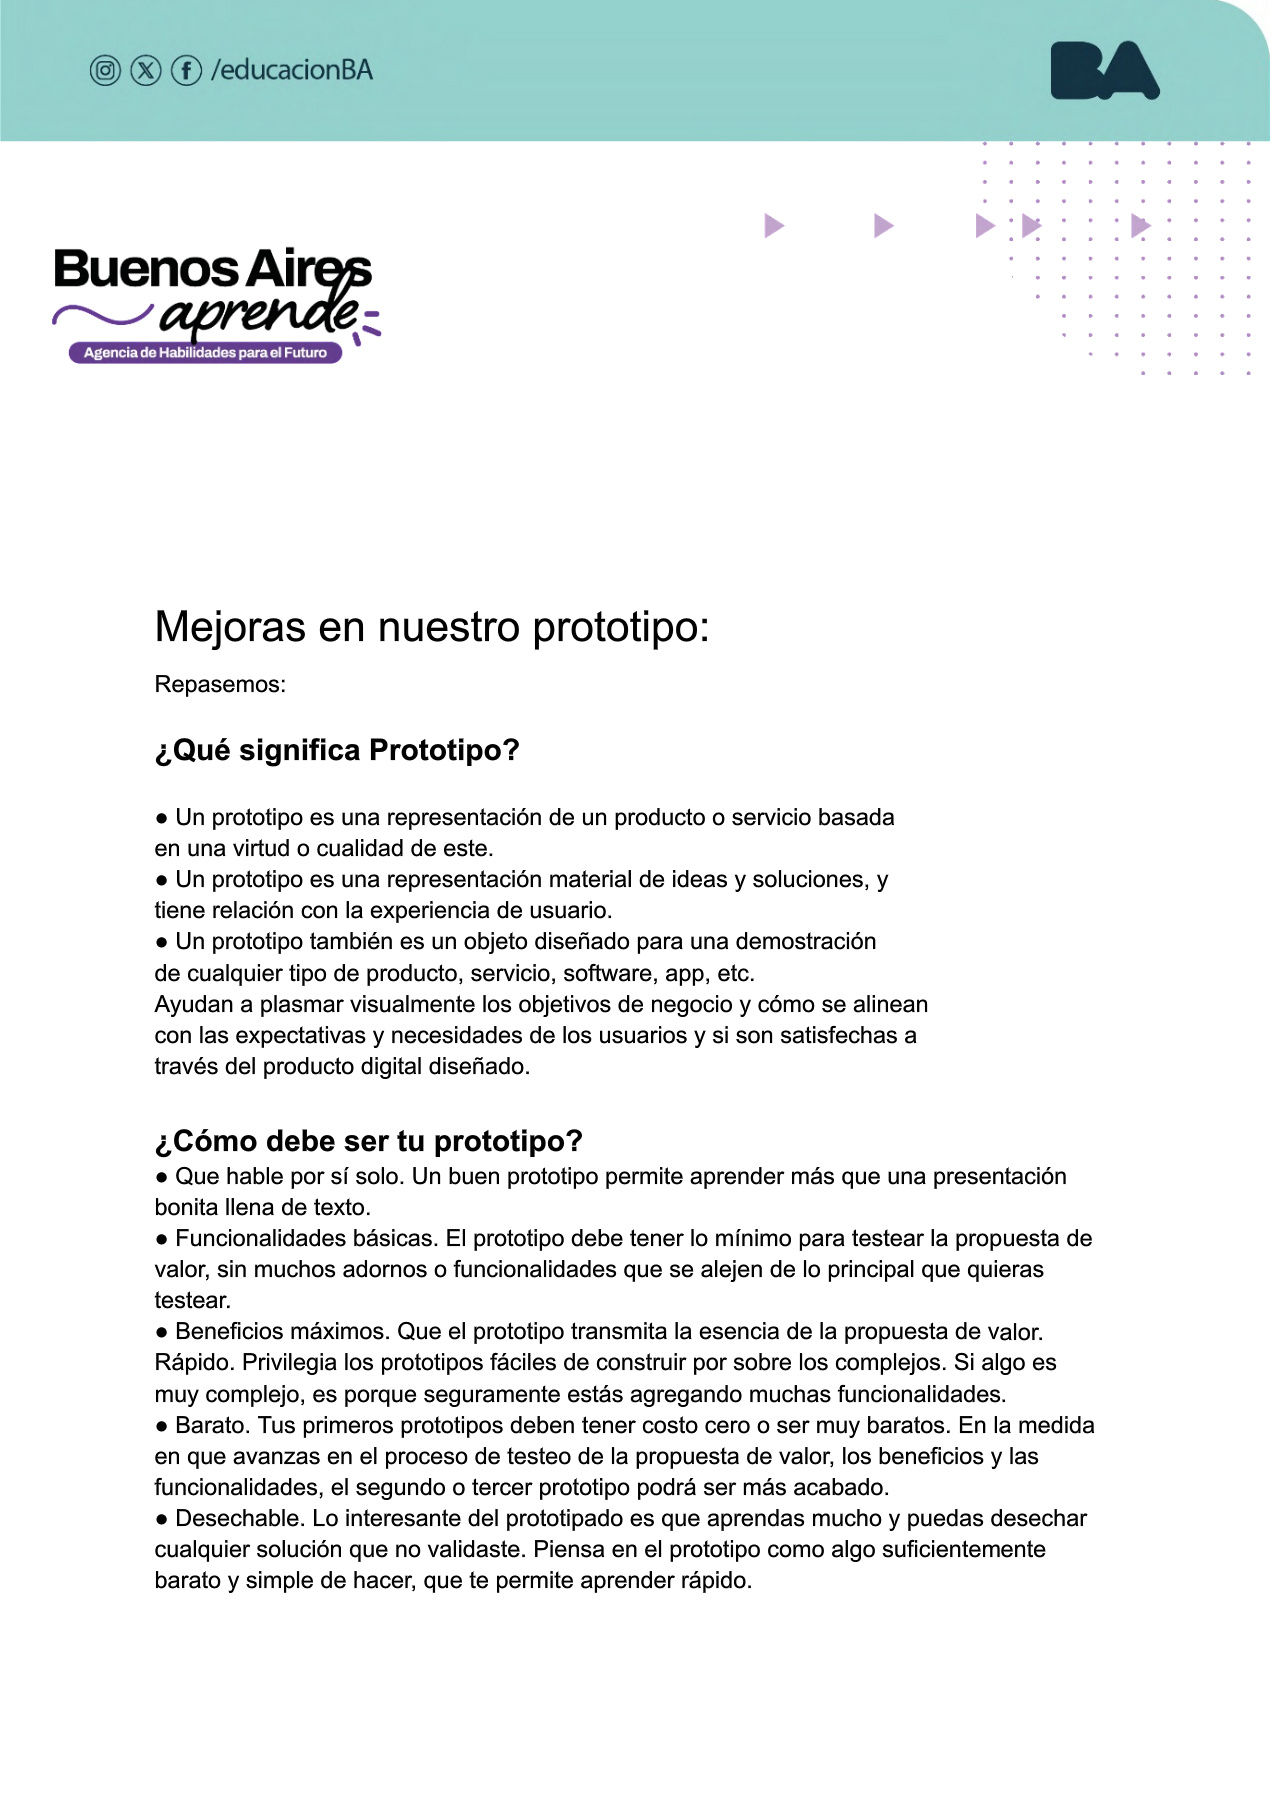 /educacionBA
BA
Buenos Aires
aprende
Agencia de Habilidades para el Futuro
Mejoras en nuestro prototipo:
Repasemos:
¿Qué significa Prototipo?
● Un prototipo es una representación de un producto o servicio basada
en una virtud o cualidad de este.
● Un prototipo es una representación material de ideas y soluciones, y
tiene relación con la experiencia de usuario.
● Un prototipo también es un objeto diseñado para una demostración
de cualquier tipo de producto, servicio, software, app, etc.
Ayudan a plasmar visualmente los objetivos de negocio y cómo se alinean
con las expectativas y necesidades de los usuarios y si son satisfechas a
través del producto digital diseñado.
¿Cómo debe ser tu prototipo?
● Que hable por sí solo. Un buen prototipo permite aprender más que una presentación
bonita llena de texto.
● Funcionalidades básicas. El prototipo debe tener lo mínimo para testear la propuesta de
valor, sin muchos adornos o funcionalidades que se alejen de lo principal que quieras
testear.
● Beneficios máximos. Que el prototipo transmita la esencia de la propuesta de valor.
Rápido. Privilegia los prototipos fáciles de construir por sobre los complejos. Si algo es
muy complejo, es porque seguramente estás agregando muchas funcionalidades.
● Barato. Tus primeros prototipos deben tener costo cero o ser muy baratos. En la medida
en que avanzas en el proceso de testeo de la propuesta de valor, los beneficios y las
funcionalidades, el segundo o tercer prototipo podrá ser más acabado.
● Desechable. Lo interesante del prototipado es que aprendas mucho y puedas desechar
cualquier solución que no validaste. Piensa en el prototipo como algo suficientemente
barato y simple de hacer, que te permite aprender rápido.